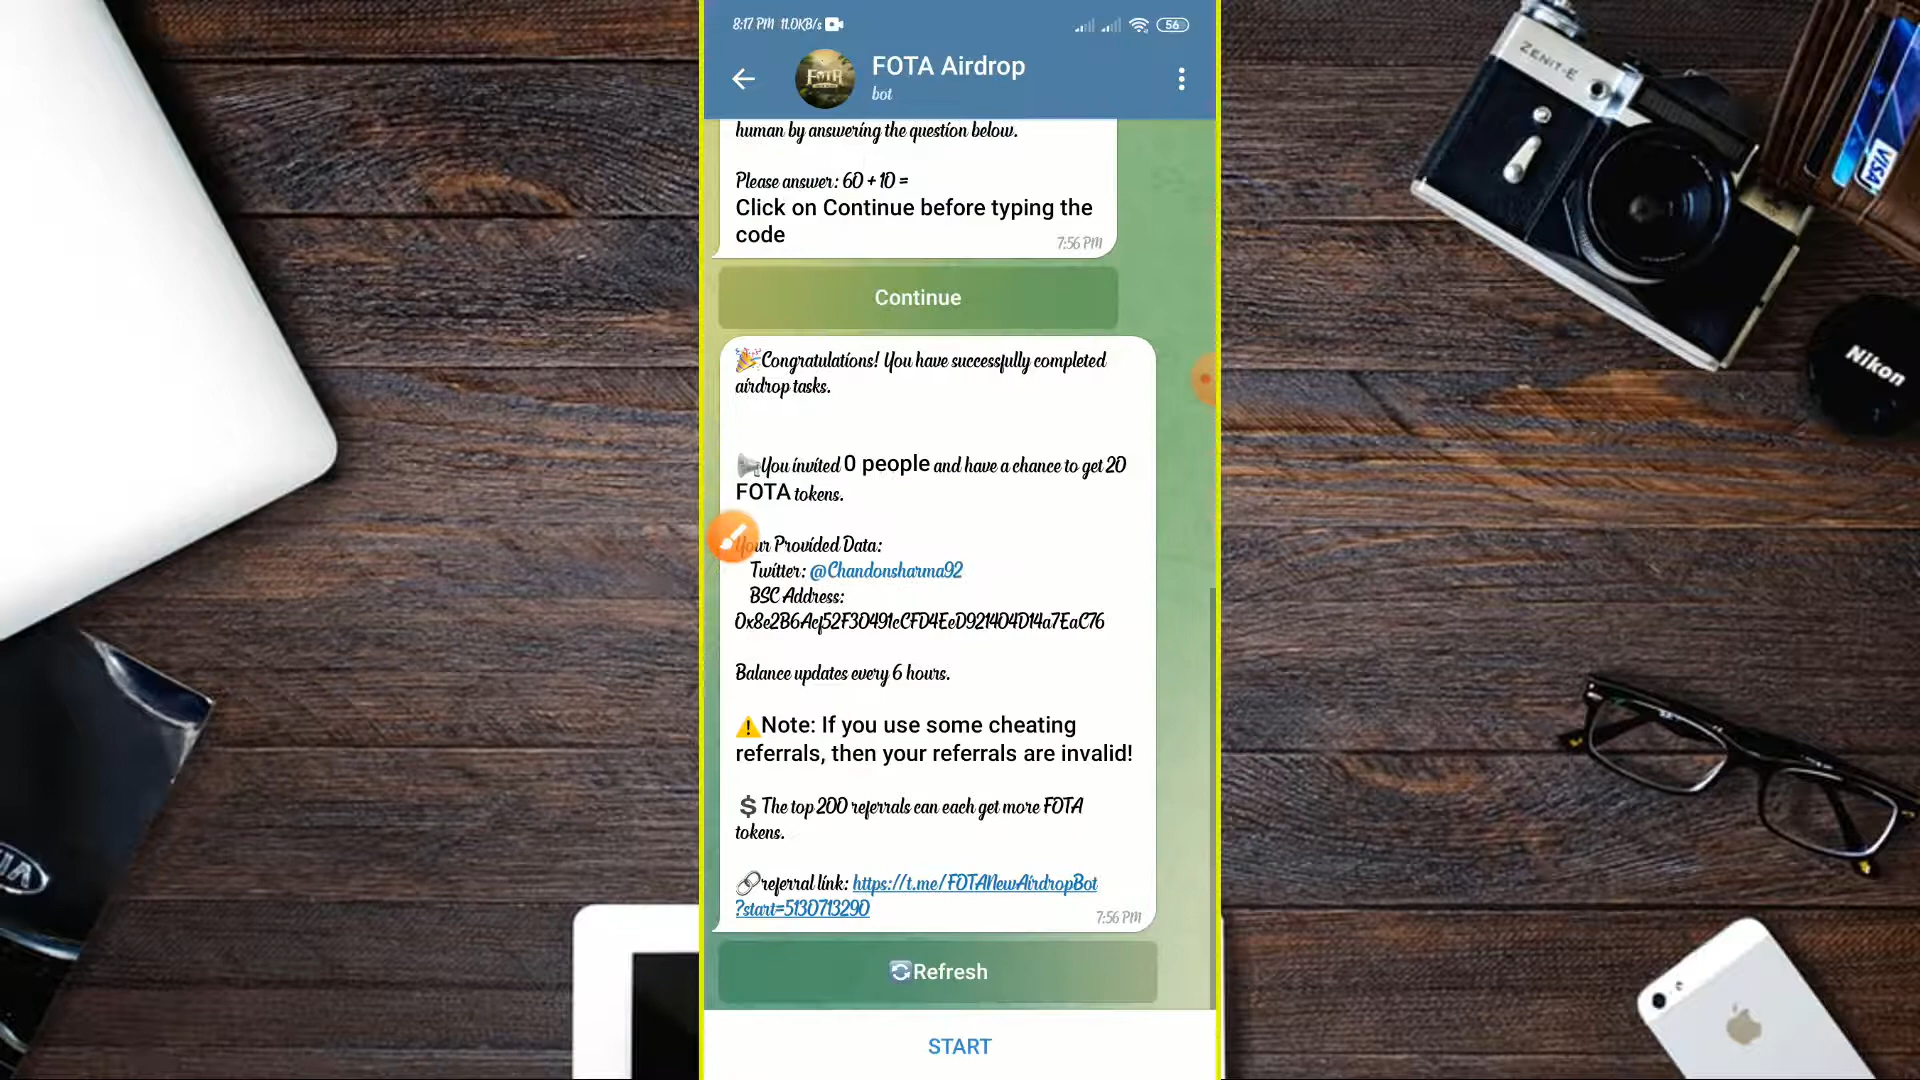 8:17 PM 11.0KB/s
56
FOTA Airdrop
bot
human by answering the question below.
Please answer: 60 + 10 =
Click on Continue before typing the
code
7:56 PM
Continue
🎉Congratulations! You have successfully completed
airdrop tasks.
📢You invited 0 people and have a chance to get 20
FOTA tokens.
Your Provided Data:
Twitter: @Chandonsharma92
BSC Address:
0x8e2B6Acf52F30491cCFD4EeD921404D14a7EaC76
Balance updates every 6 hours.
⚠️Note: If you use some cheating
referrals, then your referrals are invalid!
💲The top 200 referrals can each get more FOTA
tokens.
🔗referral link: https://t.me/FOTANewAirdropBot
?start=5130713290
7:56 PM
🔄Refresh
START
ZENIT-E
VISA
Nikon